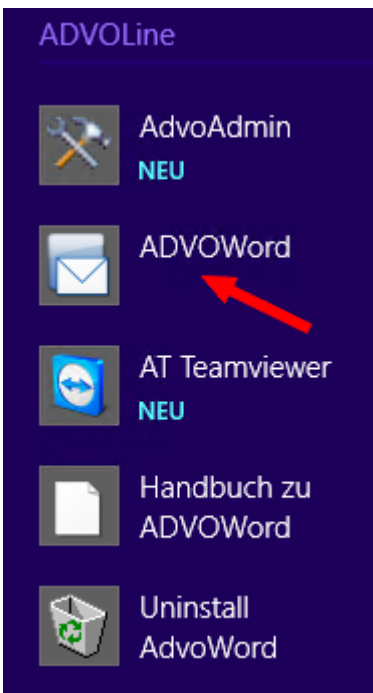 ADVOLine
AdvoAdmin
NEU
ADVOWord
AT Teamviewer
NEU
Handbuch zu
ADVOWord
Uninstall
AdvoWord